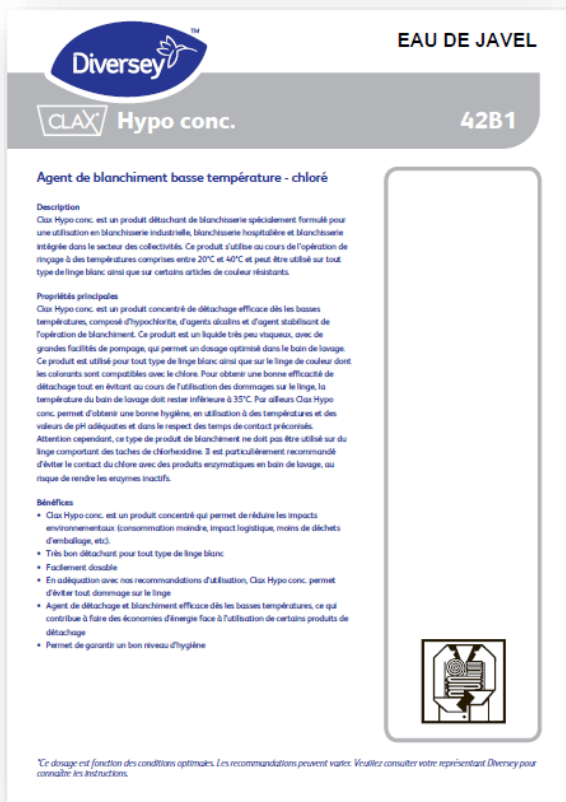 EAU DE JAVEL
Diversey™
CLAX® Hypo conc. 42B1
Agent de blanchiment basse température - chloré
Description
Clax Hypo conc. est un produit détachant de blanchisserie spécialement formulé pour
une utilisation en blanchisserie industrielle, blanchisserie hospitalière et blanchisserie
intégrée dans le secteur des collectivités. Ce produit s'utilise au cours de l'opération de
rinçage à des températures comprises entre 20°C et 40°C et peut être utilisé sur tout
type de linge blanc ainsi que sur certains articles de couleur résistants.
Propriétés principales
Clax Hypo conc. est un produit concentré de détachage efficace dès les basses
températures, composé d'hypochlorite, d'agents alcalins et d'agent stabilisant de
l'opération de blanchiment. Ce produit est un liquide très peu visqueux, avec de
grandes facilités de pompage, qui permet un dosage optimisé dans le bain de lavage.
Ce produit est utilisé pour tout type de linge blanc ainsi que sur le linge de couleur dont
les colorants sont compatibles avec le chlore. Pour obtenir une bonne efficacité de
détachage tout en évitant au cours de l'utilisation des dommages sur le linge, la
température du bain de lavage doit rester inférieure à 35°C. Par ailleurs Clax Hypo
conc. permet d'obtenir une bonne hygiène, en utilisation à des températures et des
valeurs de pH adéquates et dans le respect des temps de contact préconisés.
Attention cependant, ce type de produit de blanchiment ne doit pas être utilisé sur du
linge comportant des taches de chlorhexidine. Il est particulièrement recommandé
d'éviter le contact du chlore avec des produits enzymatiques en bain de lavage, au
risque de rendre les enzymes inactifs.
Bénéfices
• Clax Hypo conc. est un produit concentré qui permet de réduire les impacts
environnementaux (consommation moindre, impact logistique, moins de déchets
d'emballage, etc).
• Très bon détachant pour tout type de linge blanc
• Facilement dosable
• En adéquation avec nos recommandations d'utilisation, Clax Hypo conc. permet
d'éviter tout dommage sur le linge
• Agent de détachage et blanchiment efficace dès les basses températures, ce qui
contribue à faire des économies d'énergie face à l'utilisation de certains produits de
détachage
• Permet de garantir un bon niveau d'hygiène
*Ce dosage est fonction des conditions optimales. Les recommandations peuvent varier. Veuillez consulter votre représentant Diversey pour
connaître les instructions.